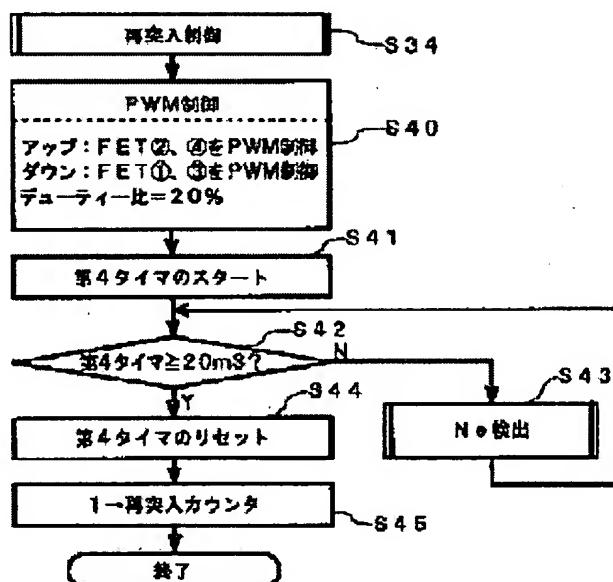 再突入制御
S34
PWM制御
アップ：FET②、④をPWM制御
ダウン：FET①、③をPWM制御
デューティー比＝20％
S40
S41
第4タイマのスタート
S42
第4タイマ≧20mS？
N
Y
S43
Ne検出
S44
第4タイマのリセット
1→再突入カウンタ
S45
終了